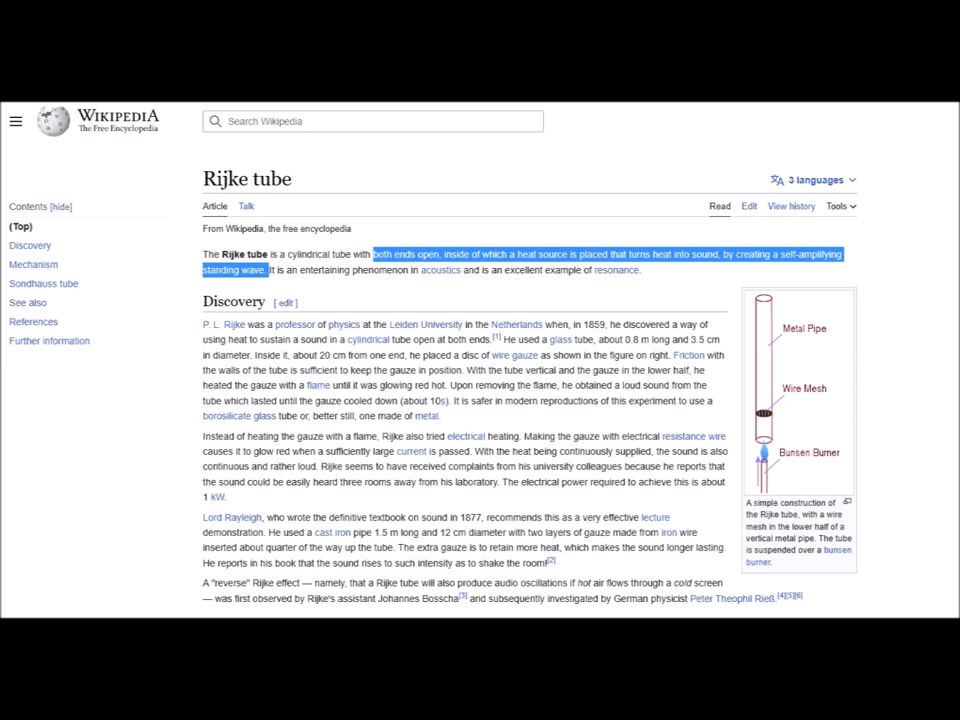 WIKIPEDIA
The Free Encyclopedia
Search Wikipedia
Rijke tube
3 languages
Contents [hide]
Article Talk
Read Edit View history Tools
(Top)
From Wikipedia, the free encyclopedia
Discovery
The Rijke tube is a cylindrical tube with both ends open, inside of which a heat source is placed that turns heat into sound, by creating a self-amplifying
standing wave. It is an entertaining phenomenon in acoustics and is an excellent example of resonance.
Mechanism
Sondhauss tube
See also
References
Further information
Discovery [ edit ]
P. L. Rijke was a professor of physics at the Leiden University in the Netherlands when, in 1859, he discovered a way of
using heat to sustain a sound in a cylindrical tube open at both ends.[1] He used a glass tube, about 0.8 m long and 3.5 cm
in diameter. Inside it, about 20 cm from one end, he placed a disc of wire gauze as shown in the figure on right. Friction with
the walls of the tube is sufficient to keep the gauze in position. With the tube vertical and the gauze in the lower half, he
heated the gauze with a flame until it was glowing red hot. Upon removing the flame, he obtained a loud sound from the
tube which lasted until the gauze cooled down (about 10s). It is safer in modern reproductions of this experiment to use a
borosilicate glass tube or, better still, one made of metal.
Instead of heating the gauze with a flame, Rijke also tried electrical heating. Making the gauze with electrical resistance wire
causes it to glow red when a sufficiently large current is passed. With the heat being continuously supplied, the sound is also
continuous and rather loud. Rijke seems to have received complaints from his university colleagues because he reports that
the sound could be easily heard three rooms away from his laboratory. The electrical power required to achieve this is about
1 kW.
Lord Rayleigh, who wrote the definitive textbook on sound in 1877, recommends this as a very effective lecture
demonstration. He used a cast iron pipe 1.5 m long and 12 cm diameter with two layers of gauze made from iron wire
inserted about quarter of the way up the tube. The extra gauze is to retain more heat, which makes the sound longer lasting.
He reports in his book that the sound rises to such intensity as to shake the room![2]
A "reverse" Rijke effect — namely, that a Rijke tube will also produce audio oscillations if hot air flows through a cold screen
— was first observed by Rijke's assistant Johannes Bosscha[3] and subsequently investigated by German physicist Peter Theophil Rieß.[4][5][6]
Metal Pipe
Wire Mesh
Bunsen Burner
A simple construction of
the Rijke tube, with a wire
mesh in the lower half of a
vertical metal pipe. The tube
is suspended over a bunsen
burner.